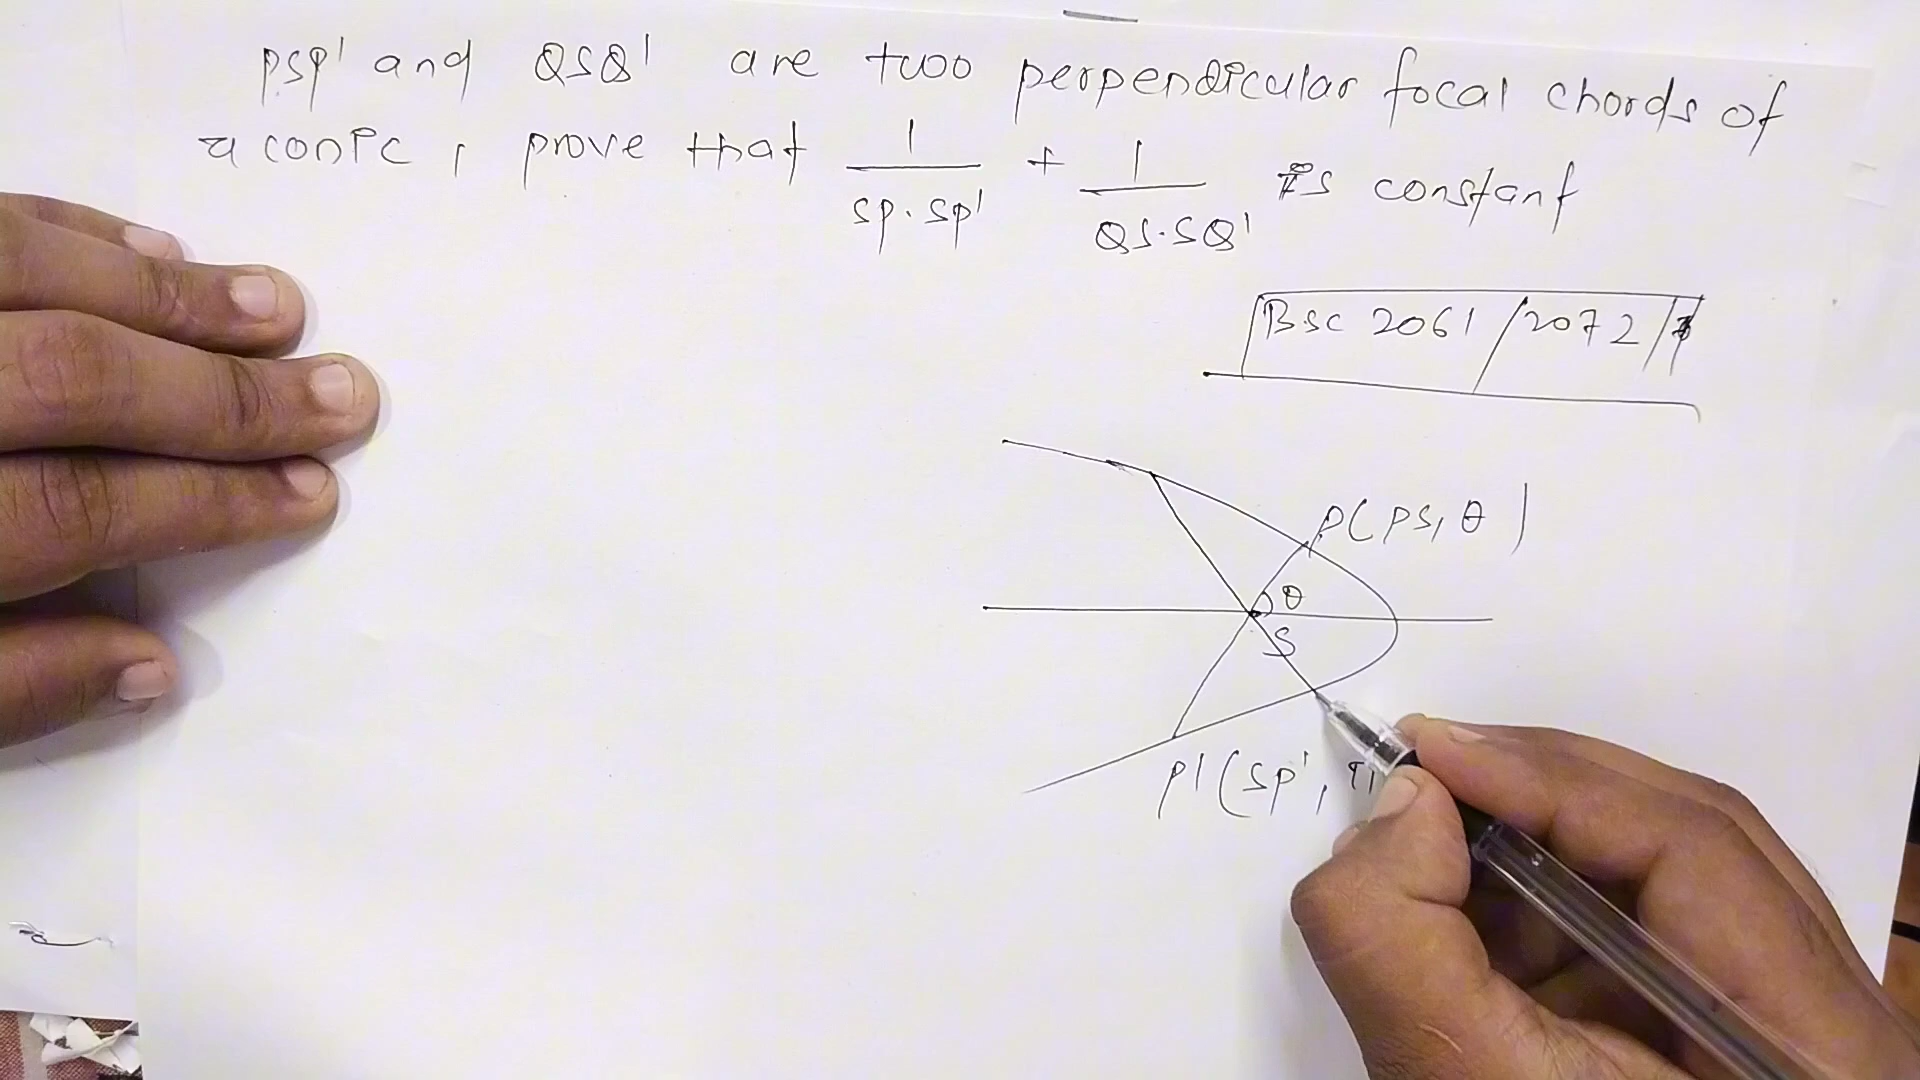 PSP' and QSQ' are two perpendicular focal chords of
a conic, prove that 1/SP.SP' + 1/QS.SQ' is constant
BSC 2061 /2072/
P(PS, θ)
θ
S
P'(SP', π